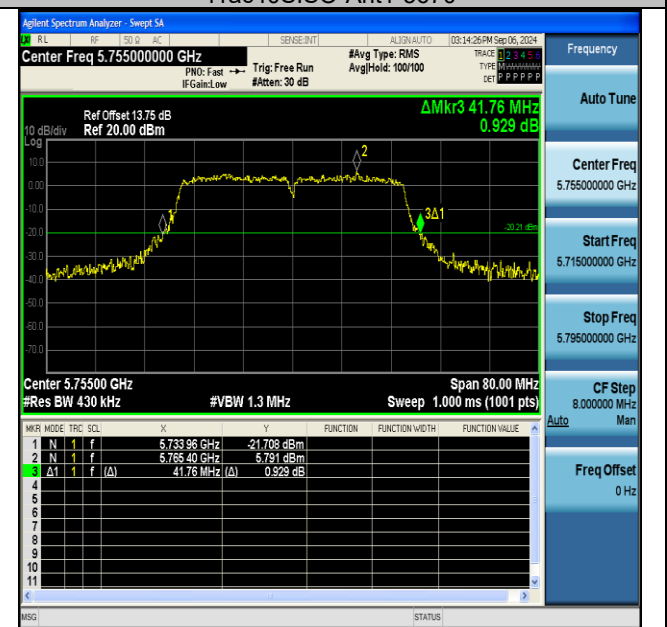 Agilent Spectrum Analyzer - Swept SA
RL RF 50 Ω AC SENSE:INT ALIGN AUTO 03:14:26 PM Sep 06, 2024
Center Freq 5.755000000 GHz
PNO: Fast
IFGain:Low
Trig: Free Run
#Atten: 30 dB
#Avg Type: RMS
Avg|Hold: 100/100
TRACE 1 2 3 4 5 6
TYPE
DET P P P P P P
Ref Offset 13.75 dB
Ref 20.00 dBm
10 dB/div
Log
ΔMkr3 41.76 MHz
0.929 dB
10.0
0.00
-10.0
-20.0
-30.0
-40.0
-50.0
-60.0
-70.0
1
2
3Δ1
-20.21 dBm
Center 5.75500 GHz Span 80.00 MHz
#Res BW 430 kHz #VBW 1.3 MHz Sweep 1.000 ms (1001 pts)
MKR MODE TRC SCL X Y FUNCTION FUNCTION WIDTH FUNCTION VALUE
1 N 1 f 5.733 96 GHz -21.708 dBm
2 N 1 f 5.765 40 GHz 5.791 dBm
3 Δ1 1 f (Δ) 41.76 MHz (Δ) 0.929 dB
4
5
6
7
8
9
10
11
MSG STATUS
Frequency
Auto Tune
Center Freq
5.755000000 GHz
Start Freq
5.715000000 GHz
Stop Freq
5.795000000 GHz
CF Step
8.000000 MHz
Auto Man
Freq Offset
0 Hz